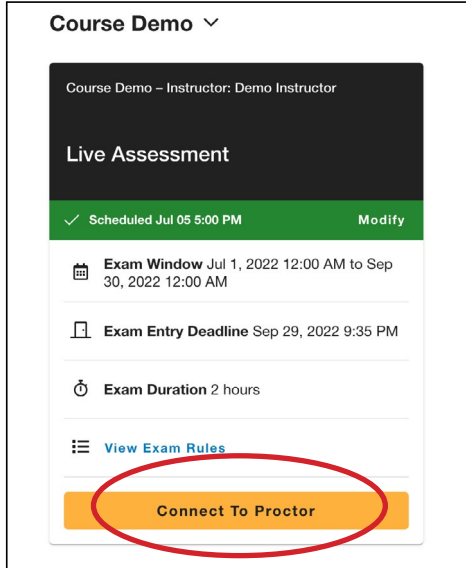 Course Demo
Course Demo – Instructor: Demo Instructor
Live Assessment
Scheduled Jul 05 5:00 PM Modify
Exam Window Jul 1, 2022 12:00 AM to Sep
30, 2022 12:00 AM
Exam Entry Deadline Sep 29, 2022 9:35 PM
Exam Duration 2 hours
View Exam Rules
Connect To Proctor